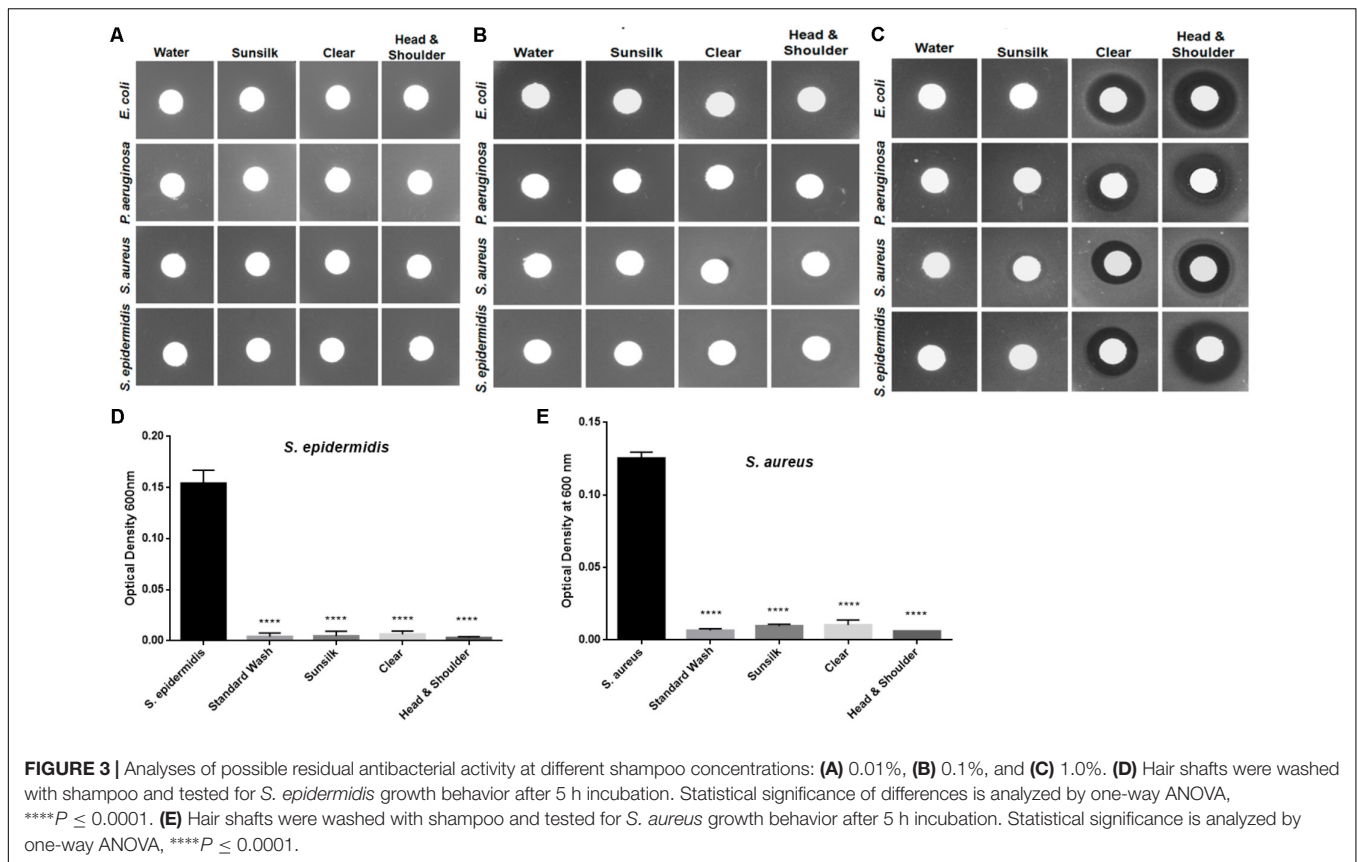 A
Water
Sunsilk
Clear
Head &
Shoulder
E. coli
P. aeruginosa
S. aureus
S. epidermidis
B
Water
Sunsilk
Clear
Head &
Shoulder
E. coli
P. aeruginosa
S. aureus
S. epidermidis
C
Water
Sunsilk
Clear
Head &
Shoulder
E. coli
P. aeruginosa
S. aureus
S. epidermidis
D
S. epidermidis
Optical Density 600nm
0.20
0.15
0.10
0.05
0.00
**** **** **** ****
S. epidermidis
Standard Wash
Sunsilk
Clear
Head & Shoulder
E
S. aureus
Optical Density at 600 nm
0.15
0.10
0.05
0.00
**** **** **** ****
S. aureus
Standard Wash
Sunsilk
Clear
Head & Shoulder
FIGURE 3 | Analyses of possible residual antibacterial activity at different shampoo concentrations: (A) 0.01%, (B) 0.1%, and (C) 1.0%. (D) Hair shafts were washed
with shampoo and tested for S. epidermidis growth behavior after 5 h incubation. Statistical significance of differences is analyzed by one-way ANOVA,
****P ≤ 0.0001. (E) Hair shafts were washed with shampoo and tested for S. aureus growth behavior after 5 h incubation. Statistical significance is analyzed by
one-way ANOVA, ****P ≤ 0.0001.